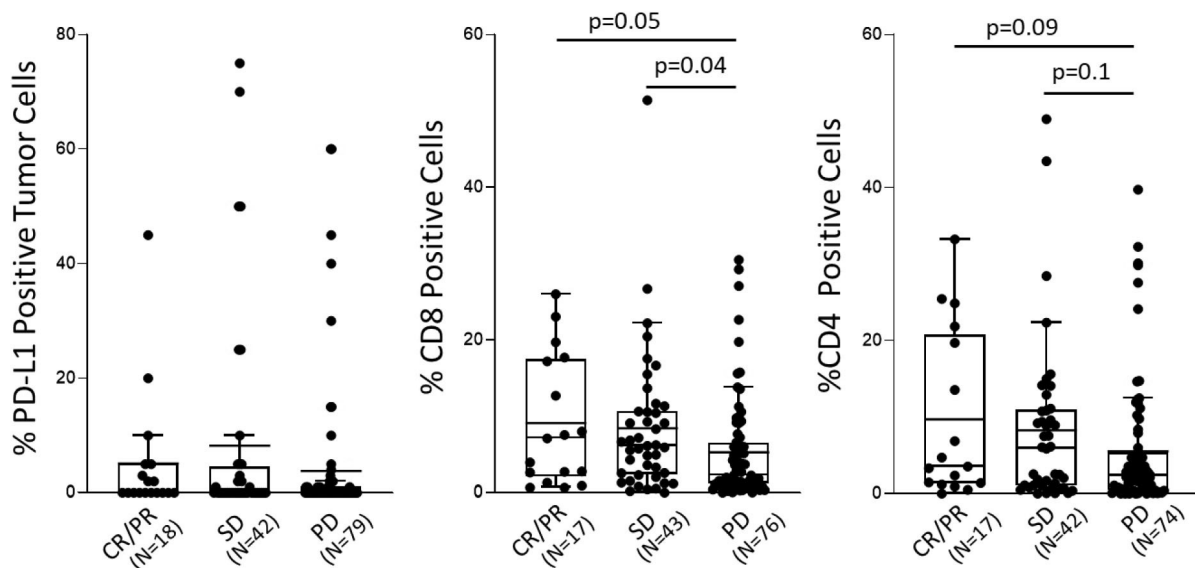 % PD-L1 Positive Tumor Cells
80
60
40
20
0
CR/PR
(N=18)
SD
(N=42)
PD
(N=79)
% CD8 Positive Cells
60
40
20
0
p=0.05
p=0.04
CR/PR
(N=17)
SD
(N=43)
PD
(N=76)
%CD4 Positive Cells
60
40
20
0
p=0.09
p=0.1
CR/PR
(N=17)
SD
(N=42)
PD
(N=74)